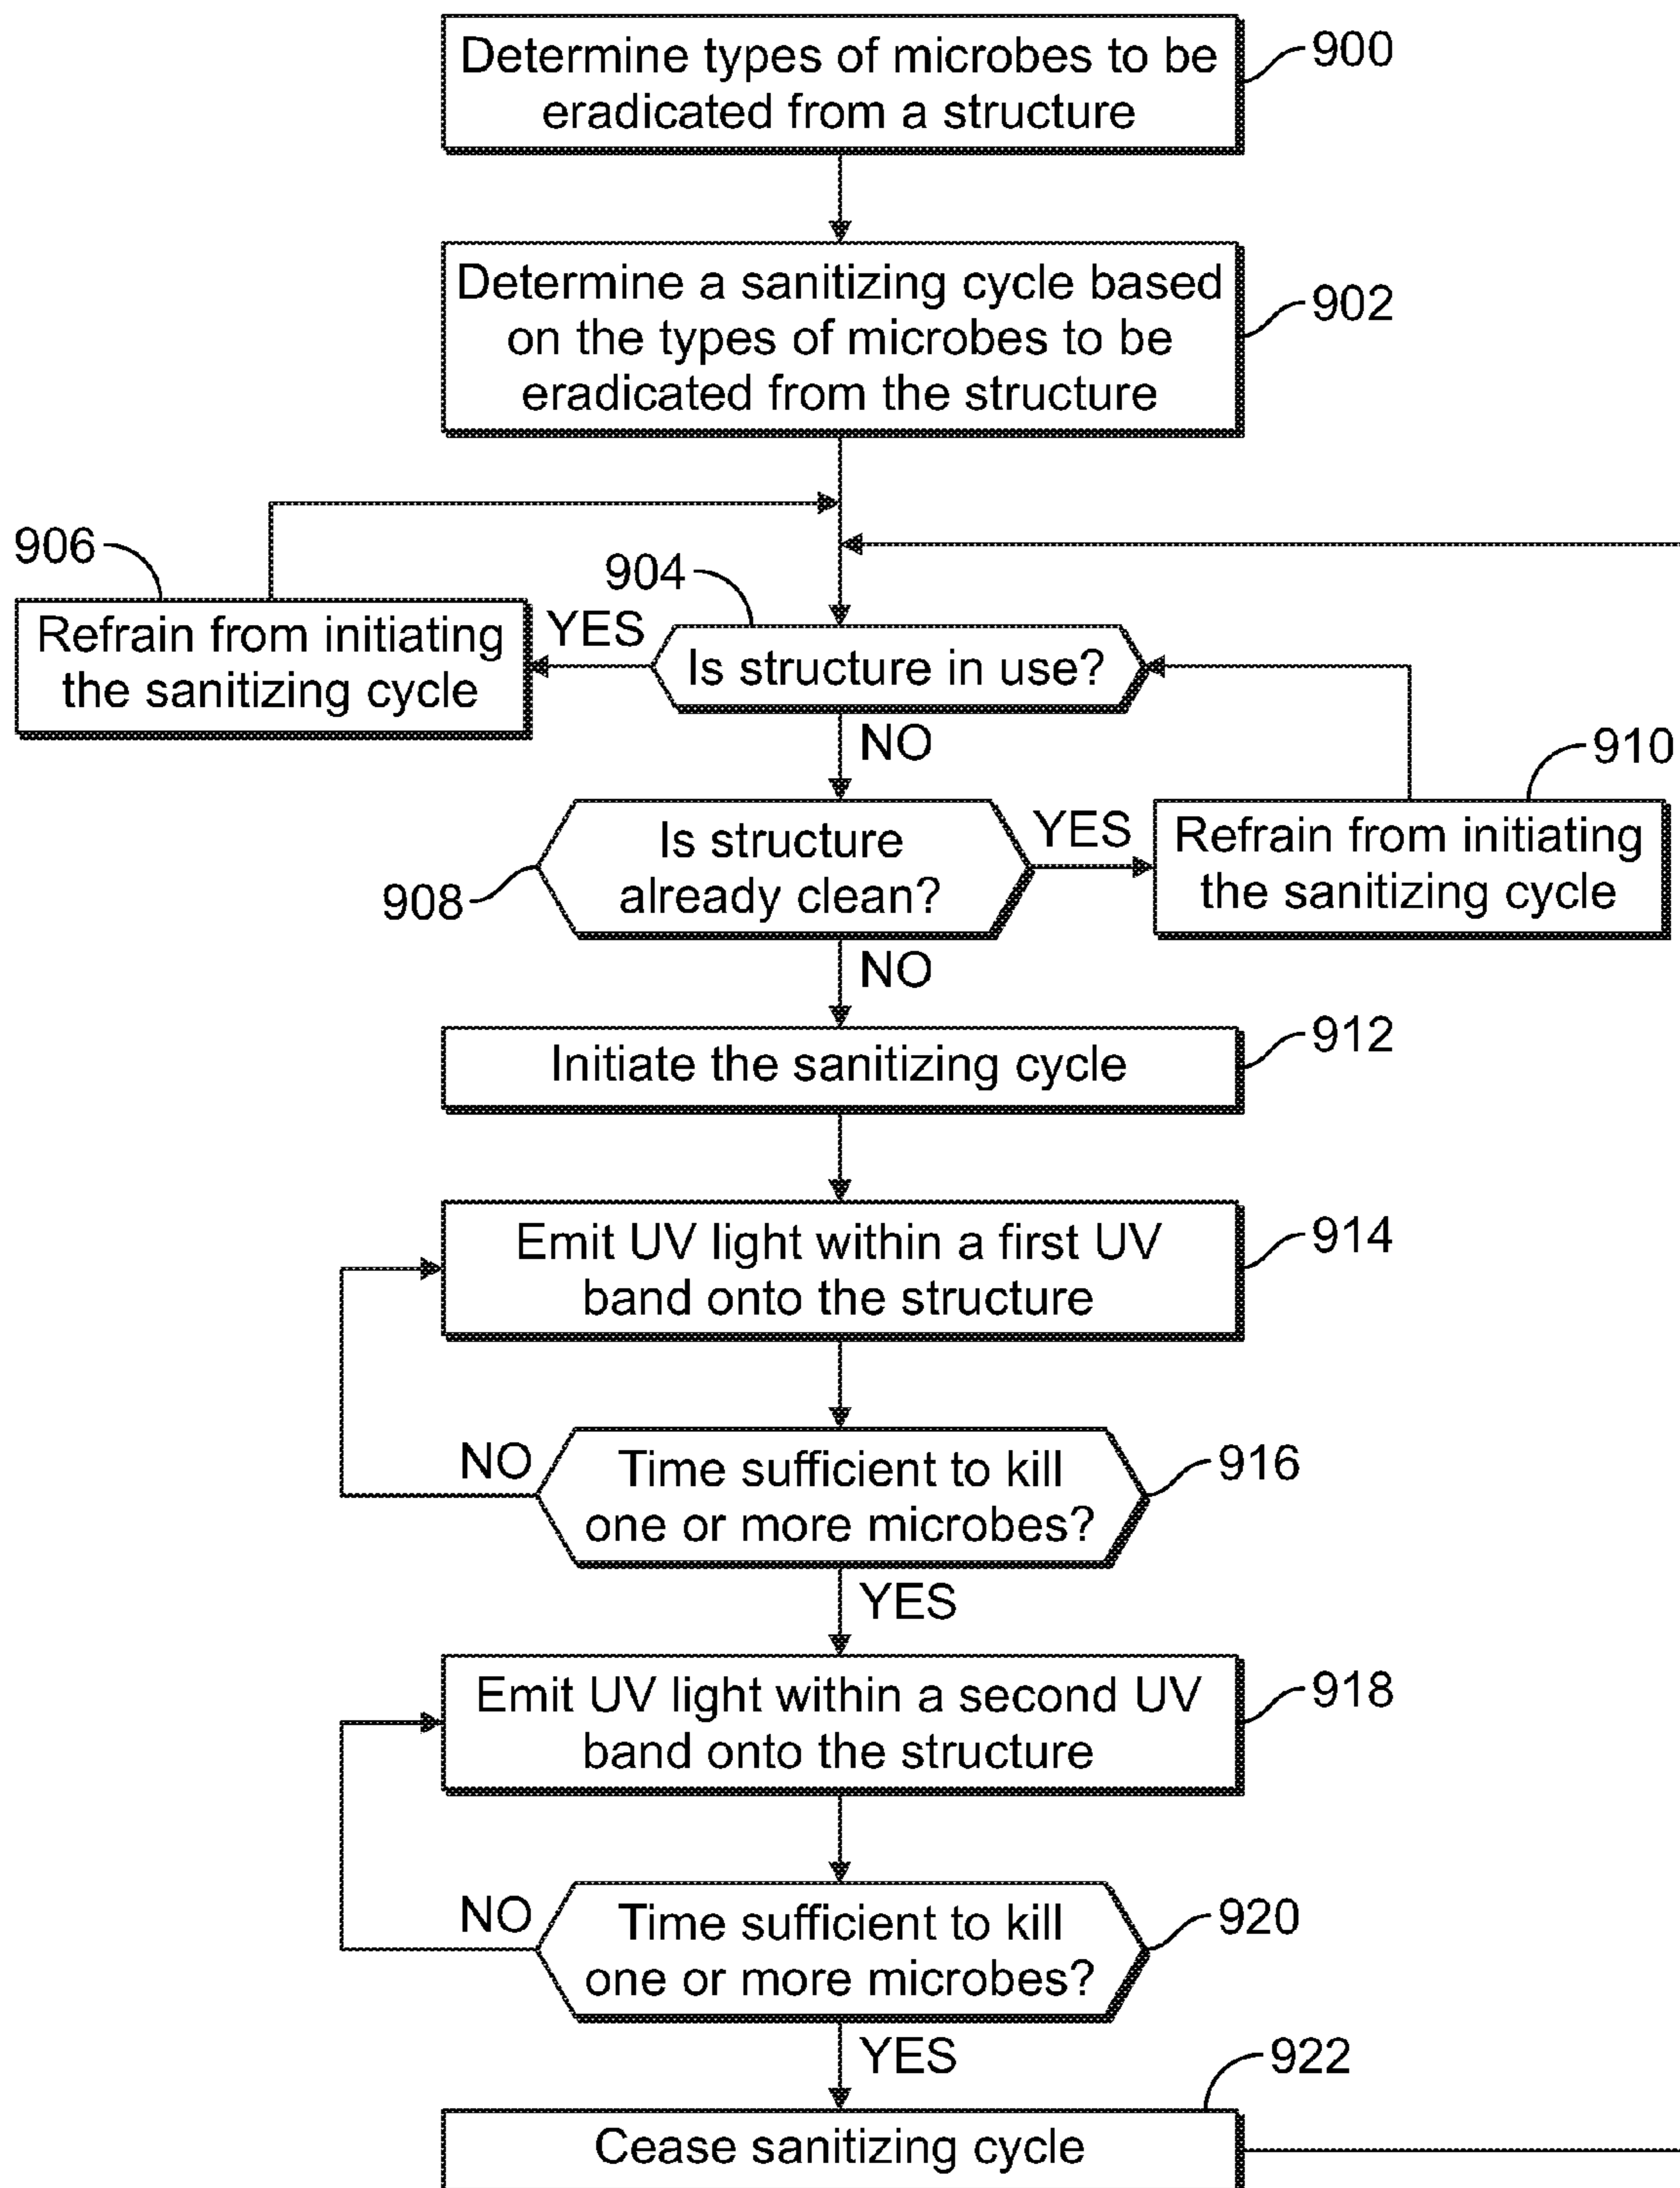 Determine types of microbes to be
eradicated from a structure
900
Determine a sanitizing cycle based
on the types of microbes to be
eradicated from the structure
902
906
904
Refrain from initiating
the sanitizing cycle
YES
Is structure in use?
NO
910
Is structure
already clean?
908
YES
Refrain from initiating
the sanitizing cycle
NO
Initiate the sanitizing cycle
912
Emit UV light within a first UV
band onto the structure
914
NO
Time sufficient to kill
one or more microbes?
916
YES
Emit UV light within a second UV
band onto the structure
918
NO
Time sufficient to kill
one or more microbes?
920
YES
922
Cease sanitizing cycle